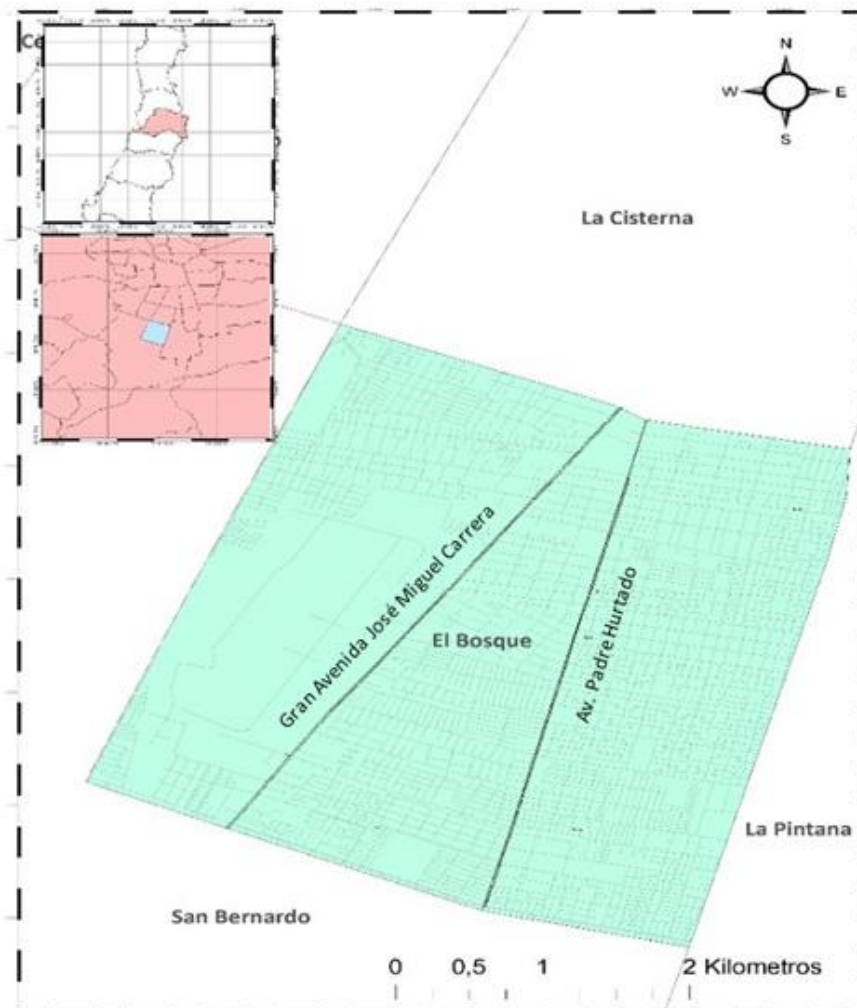 N
W E
S
La Cisterna
Gran Avenida José Miguel Carrera
El Bosque
Av. Padre Hurtado
La Pintana
San Bernardo
0 0,5 1 2 Kilometros